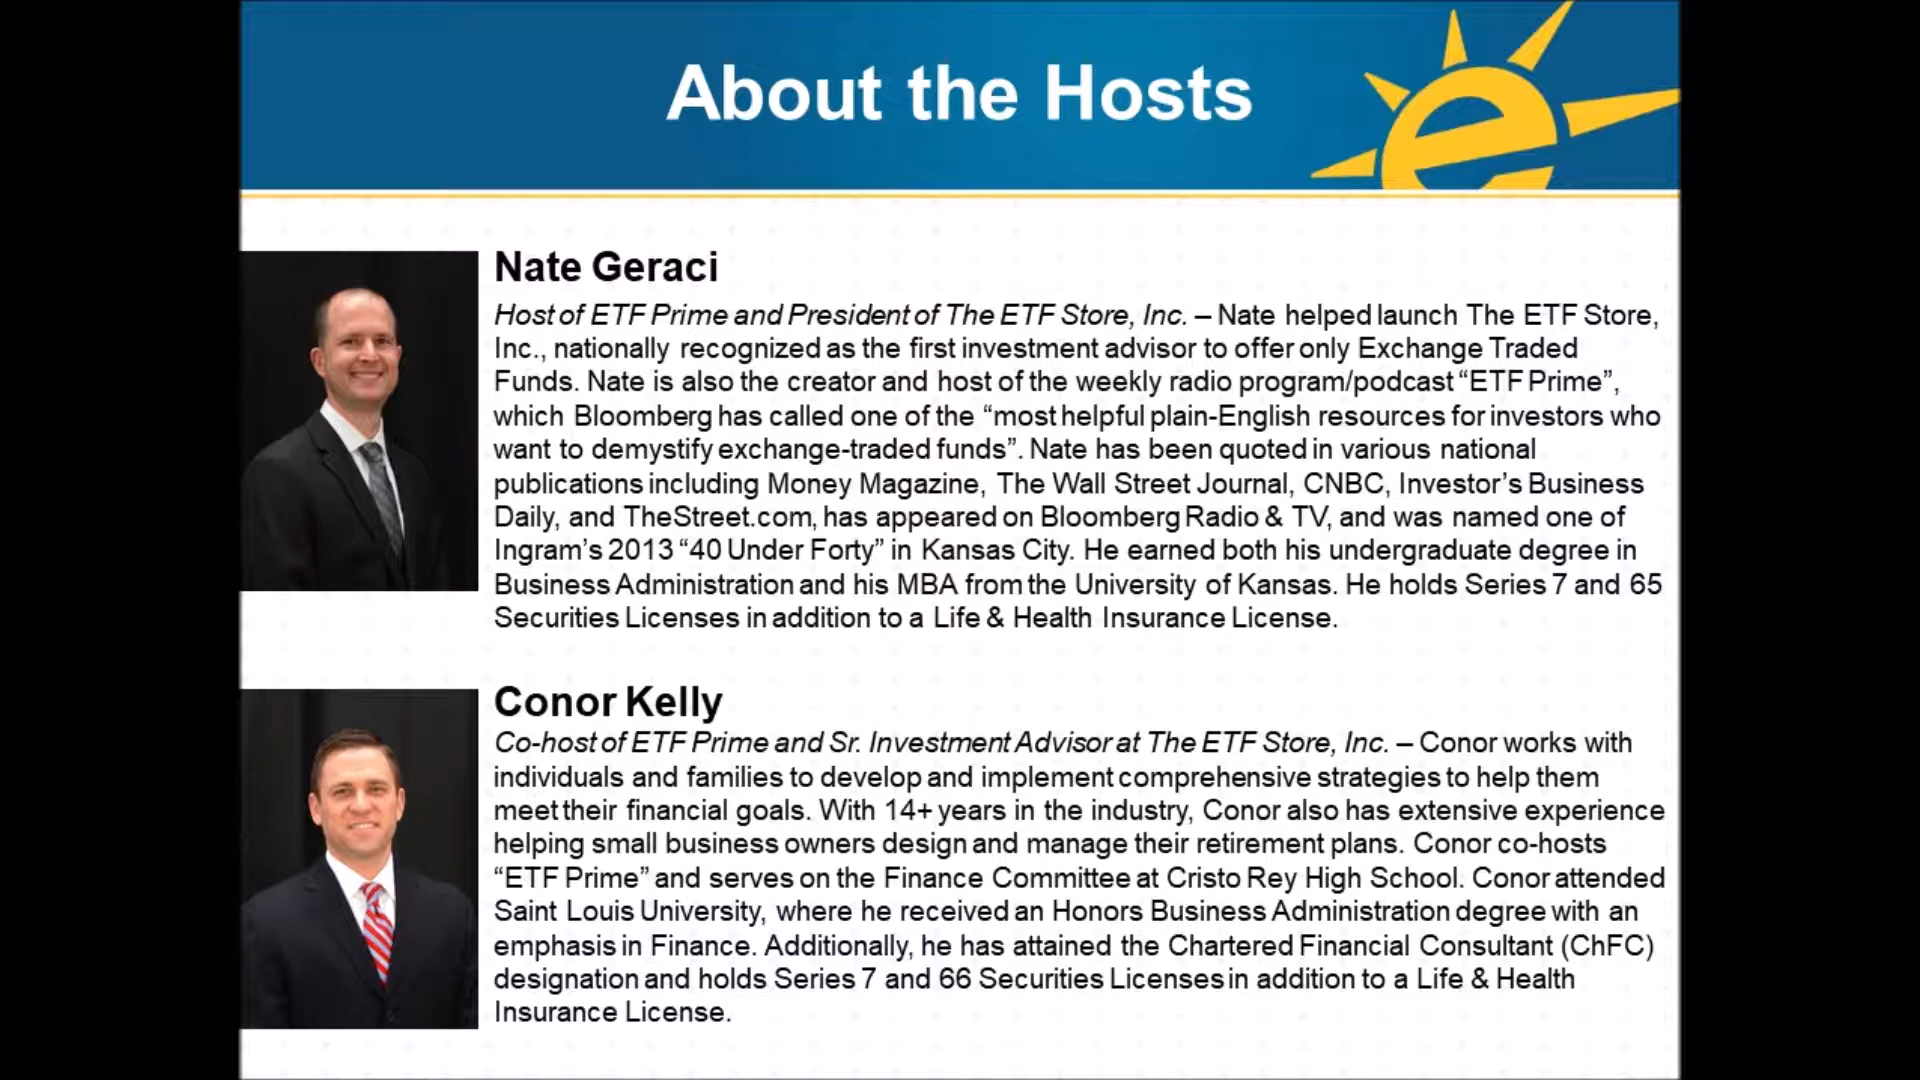 About the Hosts
Nate Geraci
Host of ETF Prime and President of The ETF Store, Inc. – Nate helped launch The ETF Store,
Inc., nationally recognized as the first investment advisor to offer only Exchange Traded
Funds. Nate is also the creator and host of the weekly radio program/podcast “ETF Prime”,
which Bloomberg has called one of the “most helpful plain-English resources for investors who
want to demystify exchange-traded funds”. Nate has been quoted in various national
publications including Money Magazine, The Wall Street Journal, CNBC, Investor’s Business
Daily, and TheStreet.com, has appeared on Bloomberg Radio & TV, and was named one of
Ingram’s 2013 “40 Under Forty” in Kansas City. He earned both his undergraduate degree in
Business Administration and his MBA from the University of Kansas. He holds Series 7 and 65
Securities Licenses in addition to a Life & Health Insurance License.
Conor Kelly
Co-host of ETF Prime and Sr. Investment Advisor at The ETF Store, Inc. – Conor works with
individuals and families to develop and implement comprehensive strategies to help them
meet their financial goals. With 14+ years in the industry, Conor also has extensive experience
helping small business owners design and manage their retirement plans. Conor co-hosts
“ETF Prime” and serves on the Finance Committee at Cristo Rey High School. Conor attended
Saint Louis University, where he received an Honors Business Administration degree with an
emphasis in Finance. Additionally, he has attained the Chartered Financial Consultant (ChFC)
designation and holds Series 7 and 66 Securities Licenses in addition to a Life & Health
Insurance License.